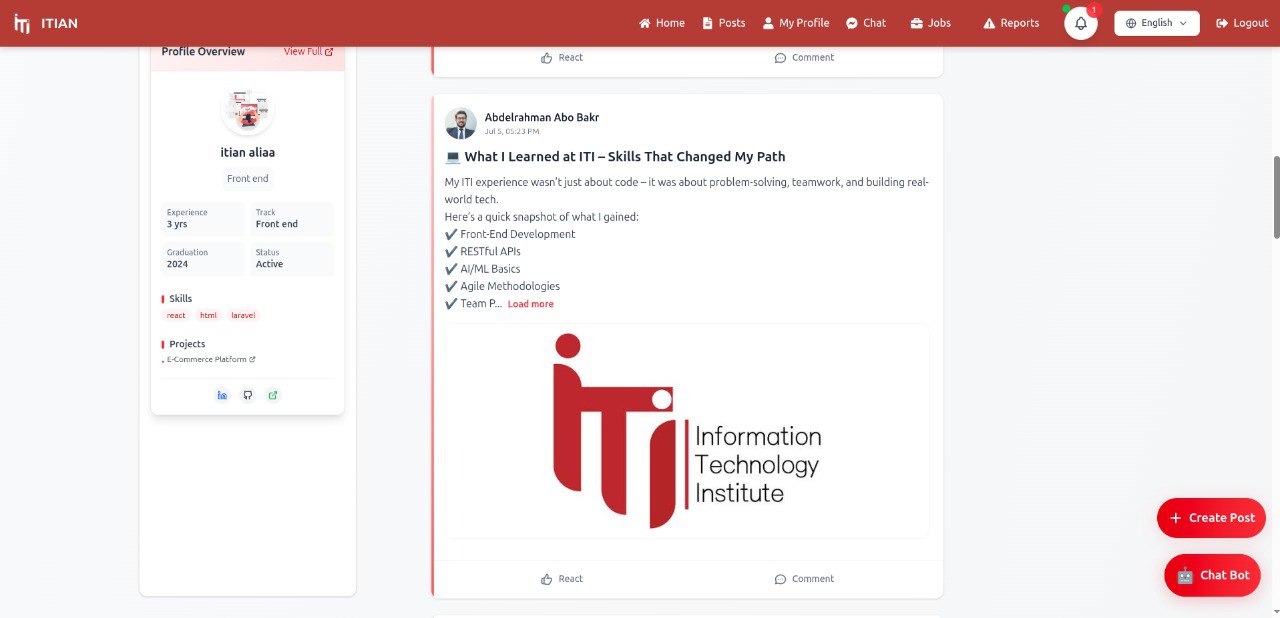 ITIAN
Home
Posts
My Profile
Chat
Jobs
Reports
1
English
Logout
Profile Overview
View Full
itian aliaa
Front end
Experience
3 yrs
Track
Front end
Graduation
2024
Status
Active
Skills
react
html
laravel
Projects
E-Commerce Platform
React
Comment
Abdelrahman Abo Bakr
Jul 5, 05:23 PM
💻 What I Learned at ITI – Skills That Changed My Path
My ITI experience wasn't just about code – it was about problem-solving, teamwork, and building real-
world tech.
Here's a quick snapshot of what I gained:
✔ Front-End Development
✔ RESTful APIs
✔ AI/ML Basics
✔ Agile Methodologies
✔ Team P... Load more
iTi
Information
Technology
Institute
React
Comment
+ Create Post
Chat Bot